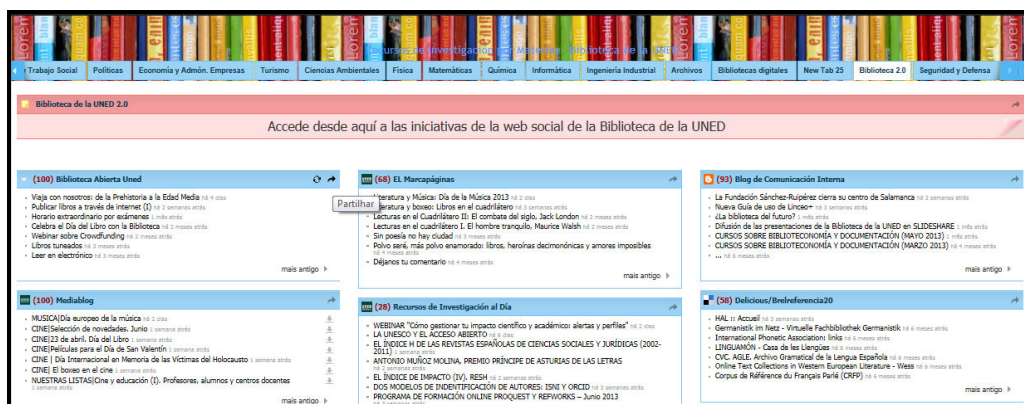 Recursos de Investigación por Materias - Biblioteca de la UNED
Trabajo Social Políticas Economía y Admón. Empresas Turismo Ciencias Ambientales Física Matemáticas Química Informática Ingeniería Industrial Archivos Bibliotecas digitales New Tab 25 Biblioteca 2.0 Seguridad y Defensa
Biblioteca de la UNED 2.0
Accede desde aquí a las iniciativas de la web social de la Biblioteca de la UNED
(100) Biblioteca Abierta Uned
Viaja con nosotros: de la Prehistoria a la Edad Media há 4 dias
Publicar libros a través de internet (I) há 2 semanas atrás
Horario extraordinario por exámenes 1 mês atrás
Celebra el Día del Libro con la Biblioteca há 2 meses atrás
Webinar sobre Crowdfunding há 2 meses atrás
Libros tuneados há 3 meses atrás
Leer en electrónico há 3 meses atrás
mais antigo
Partilhar
(68) EL Marcapáginas
Literatura y Música: Día de la Música 2013 há 2 dias
Literatura y boxeo: Libros en el cuadrilátero há 3 semanas atrás
Lecturas en el Cuadrilátero II: El combate del siglo, Jack London há 2 meses atrás
Lecturas en el cuadrilátero I. El hombre tranquilo, Maurice Walsh há 2 meses atrás
Sin poesía no hay ciudad há 3 meses atrás
Polvo seré, más polvo enamorado: libros, heroínas decimonónicas y amores imposibles
há 4 meses atrás
Déjanos tu comentario há 4 meses atrás
mais antigo
(93) Blog de Comunicación Interna
La Fundación Sánchez-Ruipérez cierra su centro de Salamanca há 2 semanas atrás
Nueva Guía de uso de Linceo+ há 3 semanas atrás
¿La biblioteca del futuro? 1 mês atrás
Difusión de las presentaciones de la Biblioteca de la UNED en SLIDESHARE 1 mês atrás
CURSOS SOBRE BIBLIOTECONOMÍA Y DOCUMENTACIÓN (MAYO 2013) 1 mês atrás
CURSOS SOBRE BIBLIOTECONOMÍA Y DOCUMENTACIÓN (MARZO 2013) há 4 meses atrás
... há 6 meses atrás
mais antigo
(100) Mediablog
MUSICA|Día europeo de la música há 2 dias
CINE|Selección de novedades. Junio 1 semana atrás
CINE|23 de abril. Día del Libro 1 semana atrás
CINE|Películas para el Día de San Valentín 1 semana atrás
CINE | Día Internacional en Memoria de las Víctimas del Holocausto 1 semana atrás
CINE| El boxeo en el cine 1 semana atrás
NUESTRAS LISTAS|Cine y educación (I). Profesores, alumnos y centros docentes
1 semana atrás
mais antigo
(28) Recursos de Investigación al Día
WEBINAR "Cómo gestionar tu impacto científico y académico: alertas y perfiles" há 2 dias
LA UNESCO Y EL ACCESO ABIERTO há 6 dias
EL ÍNDICE H DE LAS REVISTAS ESPAÑOLAS DE CIENCIAS SOCIALES Y JURÍDICAS (2002-
2011) 1 semana atrás
ANTONIO MUÑOZ MOLINA, PREMIO PRÍNCIPE DE ASTURIAS DE LAS LETRAS
há 2 semanas atrás
EL ÍNDICE DE IMPACTO (IV). RESH há 2 semanas atrás
DOS MODELOS DE INDENTIFICACIÓN DE AUTORES: ISNI Y ORCID há 3 semanas atrás
PROGRAMA DE FORMACIÓN ONLINE PROQUEST Y REFWORKS – Junio 2013
há 3 semanas atrás
(58) Delicious/Brelreferencia20
HAL :: Accueil há 3 semanas atrás
Germanistik im Netz - Virtuelle Fachbibliothek Germanistik há 6 meses atrás
International Phonetic Association: links há 6 meses atrás
LINGUAMÓN - Casa de les Llengües há 6 meses atrás
CVC. AGLE. Archivo Gramatical de la Lengua Española há 6 meses atrás
Online Text Collections in Western European Literature - Wess há 6 meses atrás
Corpus de Référence du Français Parlé (CRFP) há 6 meses atrás
mais antigo